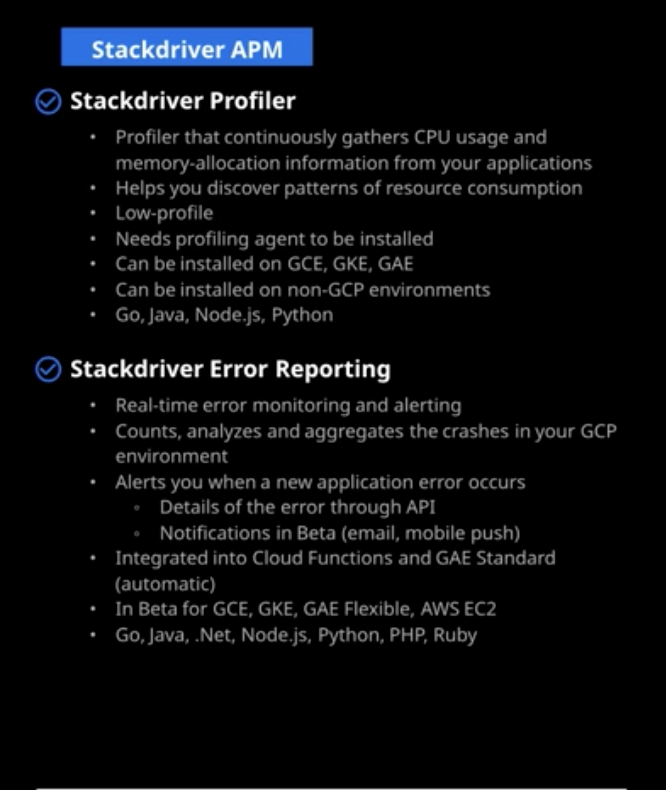 Stackdriver APM
Stackdriver Profiler
• Profiler that continuously gathers CPU usage and
memory-allocation information from your applications
• Helps you discover patterns of resource consumption
• Low-profile
• Needs profiling agent to be installed
• Can be installed on GCE, GKE, GAE
• Can be installed on non-GCP environments
• Go, Java, Node.js, Python
Stackdriver Error Reporting
• Real-time error monitoring and alerting
• Counts, analyzes and aggregates the crashes in your GCP
environment
• Alerts you when a new application error occurs
◦ Details of the error through API
◦ Notifications in Beta (email, mobile push)
• Integrated into Cloud Functions and GAE Standard
(automatic)
• In Beta for GCE, GKE, GAE Flexible, AWS EC2
• Go, Java, .Net, Node.js, Python, PHP, Ruby